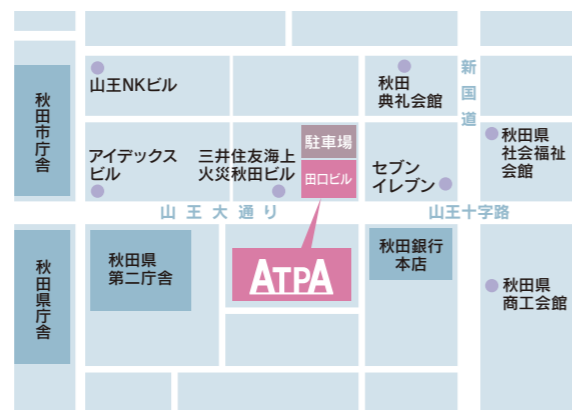 山王NKビル
秋田
典礼会館
新国道
秋田市庁舎
アイデックス
ビル
三井住友海上
火災秋田ビル
駐車場
田口ビル
セブン
イレブン
秋田県
社会福祉
会館
山王大通り
山王十字路
秋田県庁舎
秋田県
第二庁舎
ATPA
秋田銀行
本店
秋田県
商工会館